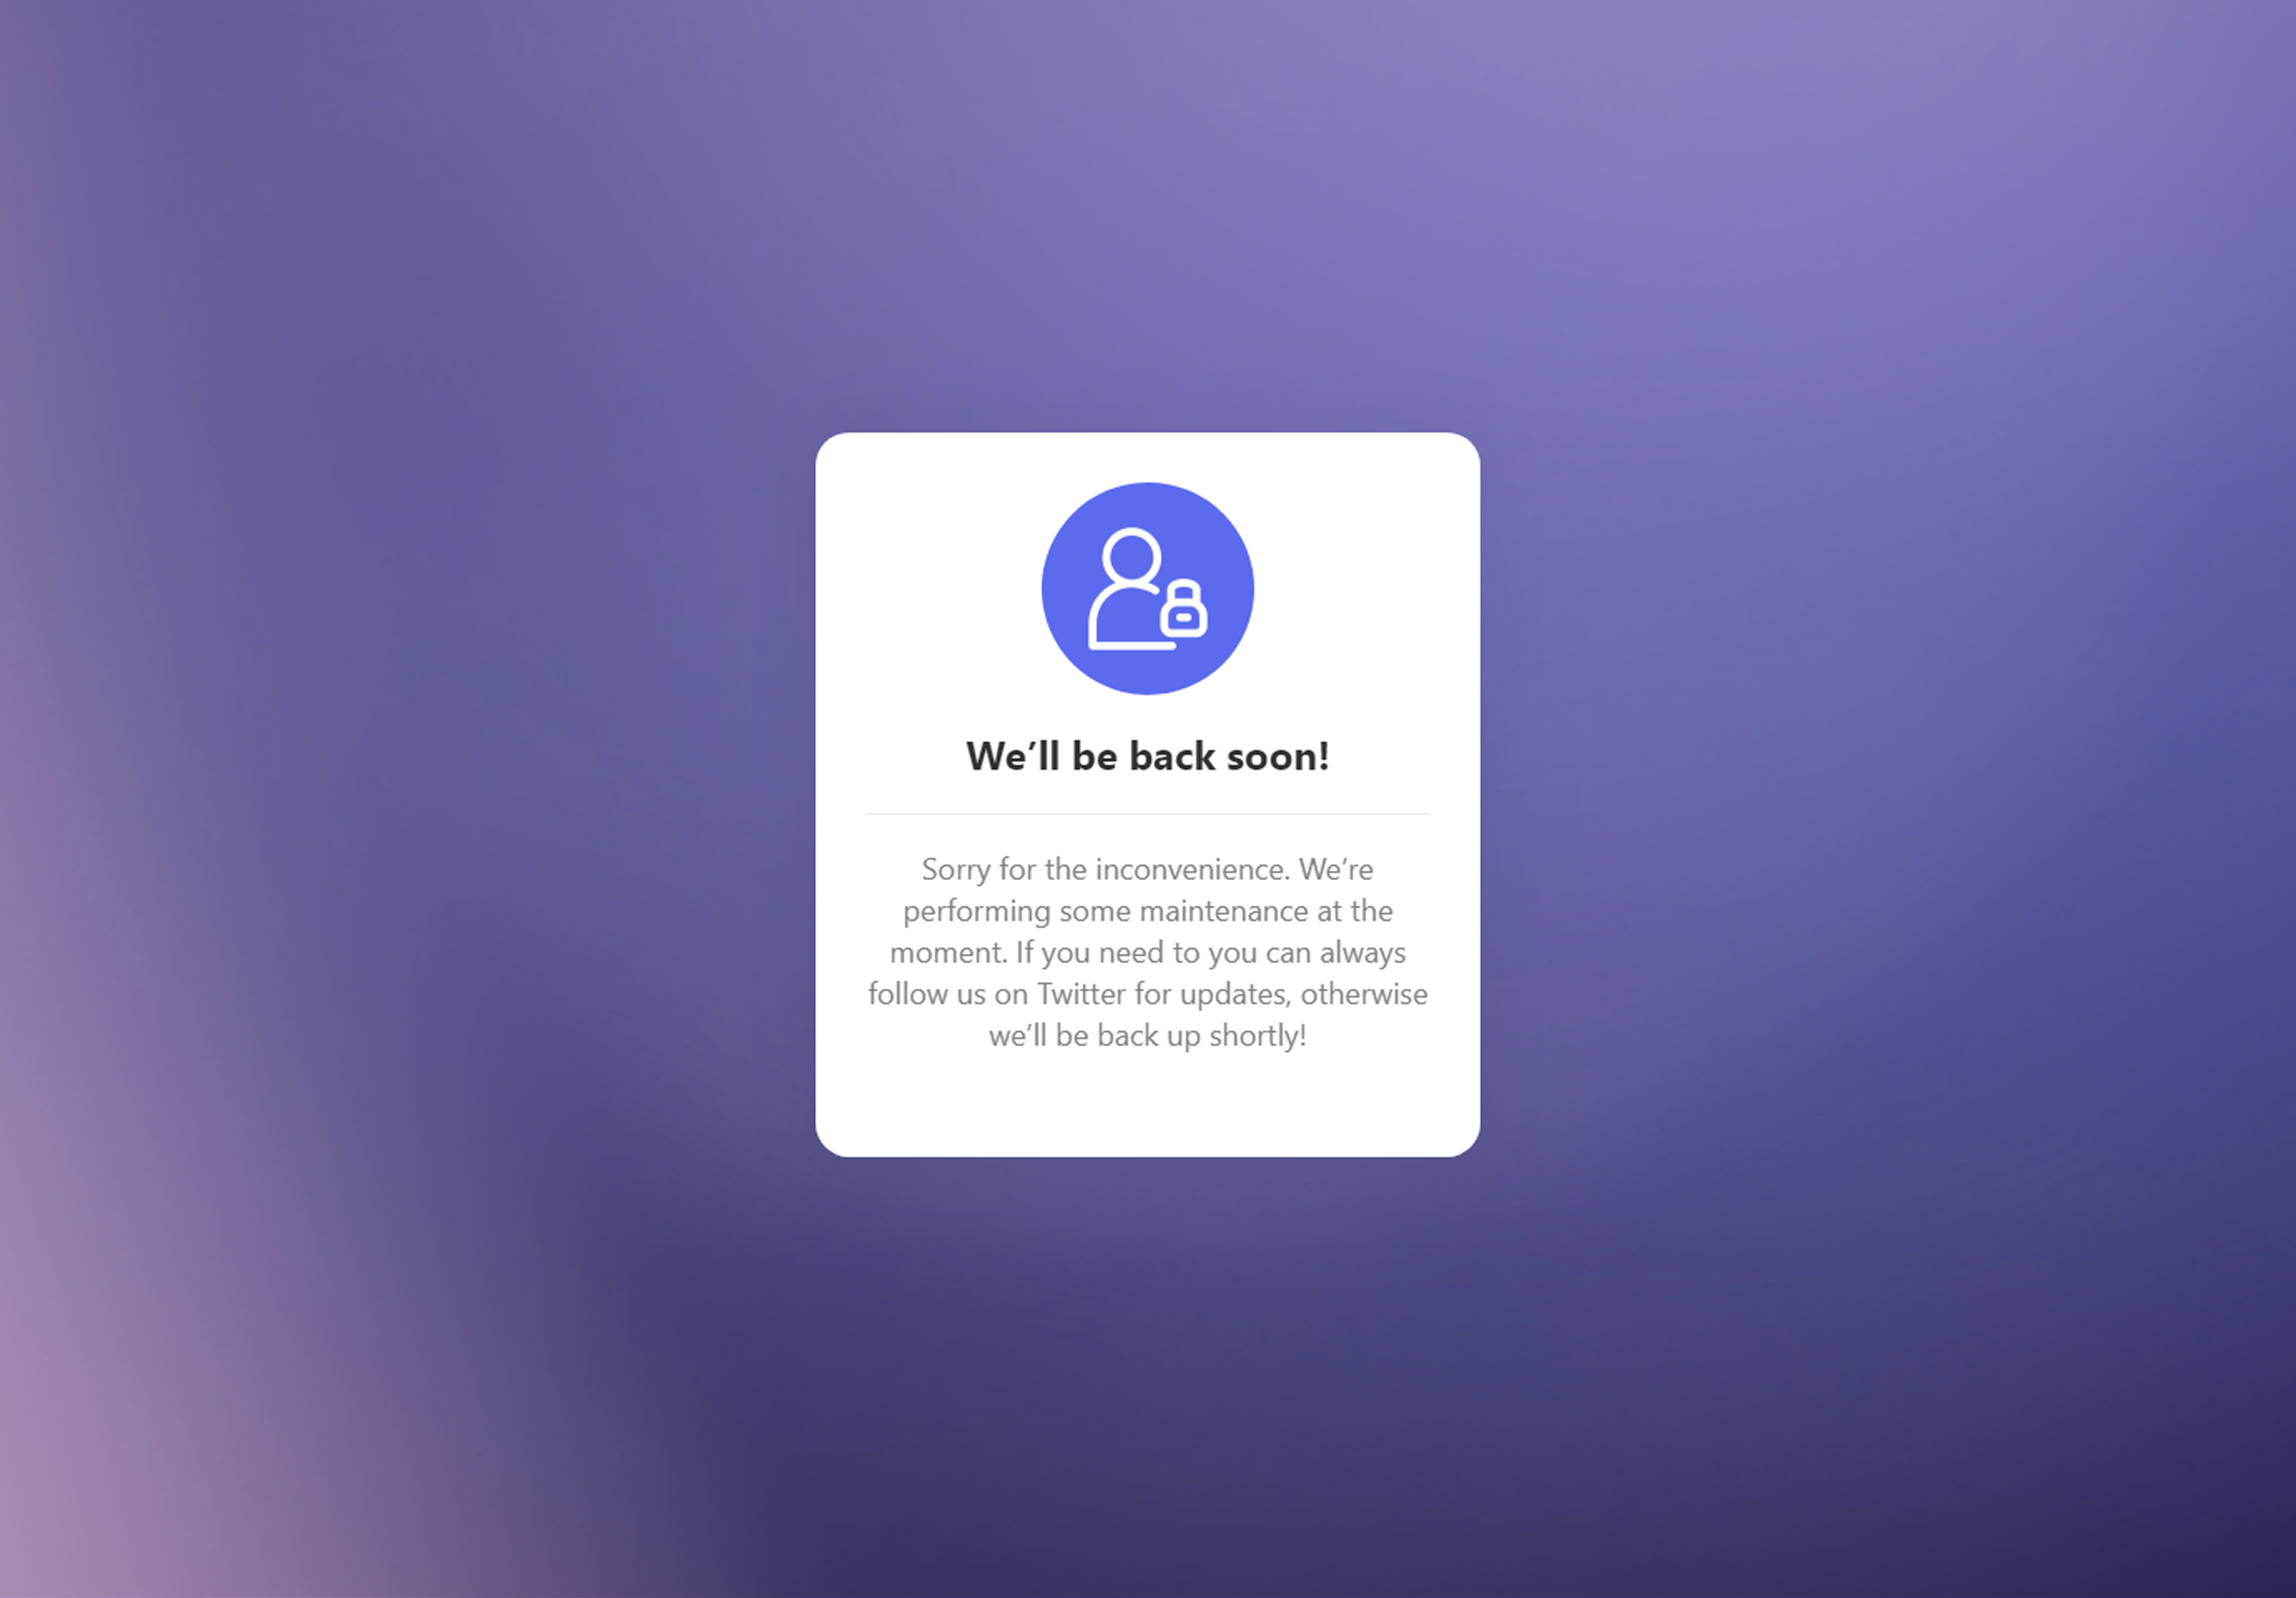 We’ll be back soon!
Sorry for the inconvenience. We’re
performing some maintenance at the
moment. If you need to you can always
follow us on Twitter for updates, otherwise
we’ll be back up shortly!